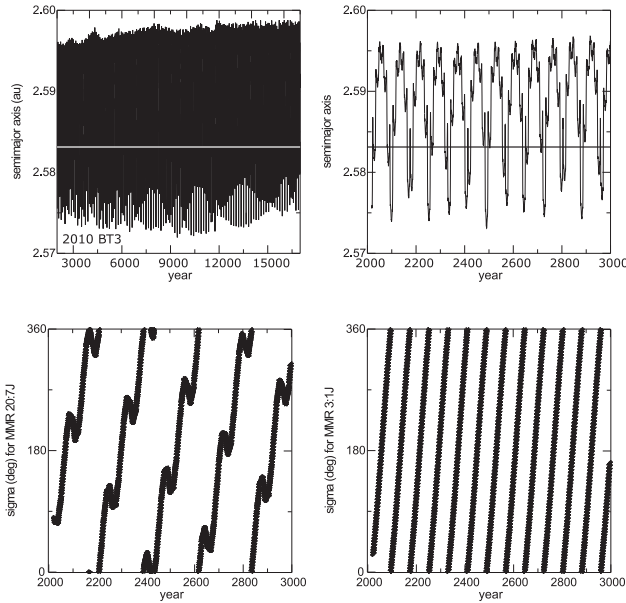 2.60
2.59
2.58
2.57
semimajor axis (au)
2010 BT3
3000 6000 9000 12000 15000
year
2.60
2.59
2.58
2.57
semimajor axis
2000 2200 2400 2600 2800 3000
year
360
180
0
sigma (deg) for MMR 20:7J
2000 2200 2400 2600 2800 3000
year
360
180
0
sigma (deg) for MMR 3:1J
2000 2200 2400 2600 2800 3000
year